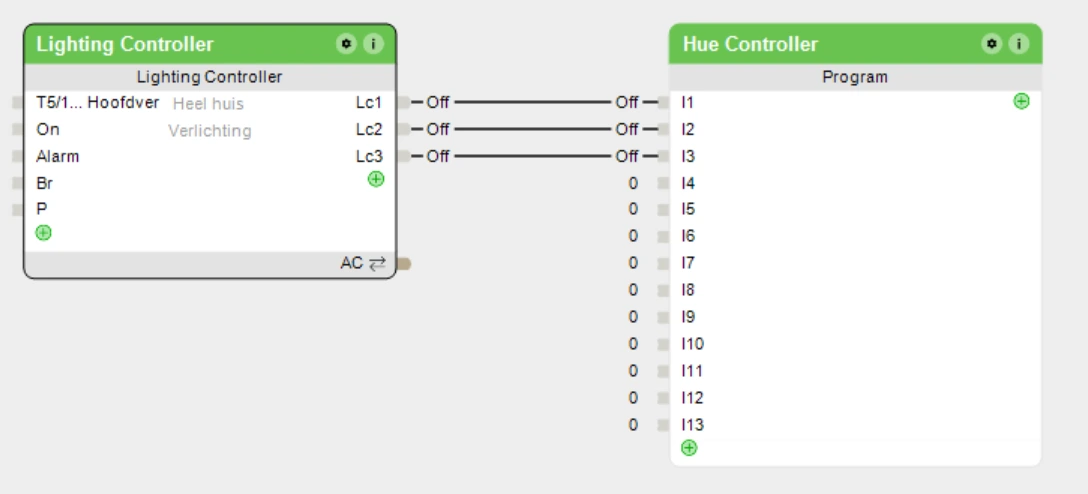 Lighting Controller
Lighting Controller
T5/1... Hoofdver Heel huis Lc1
On Verlichting Lc2
Alarm Lc3
Br
P
AC
Off Off
Off Off
Off Off
Hue Controller
Program
I1
I2
I3
0 I4
0 I5
0 I6
0 I7
0 I8
0 I9
0 I10
0 I11
0 I12
0 I13